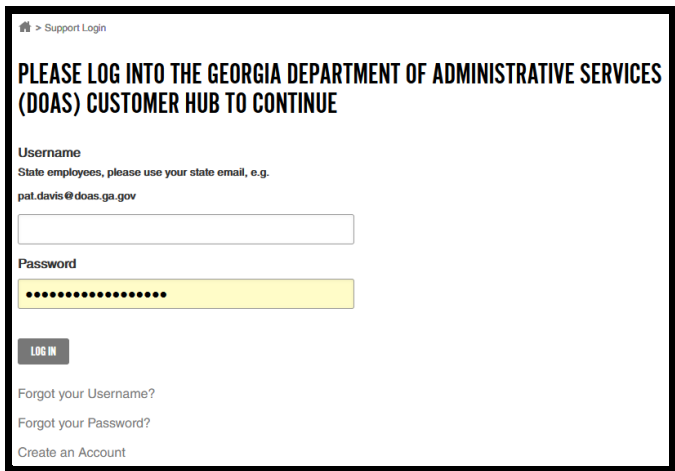 > Support Login
PLEASE LOG INTO THE GEORGIA DEPARTMENT OF ADMINISTRATIVE SERVICES
(DOAS) CUSTOMER HUB TO CONTINUE
Username
State employees, please use your state email, e.g.
pat.davis@doas.ga.gov
Password
••••••••••••••••••
LOG IN
Forgot your Username?
Forgot your Password?
Create an Account